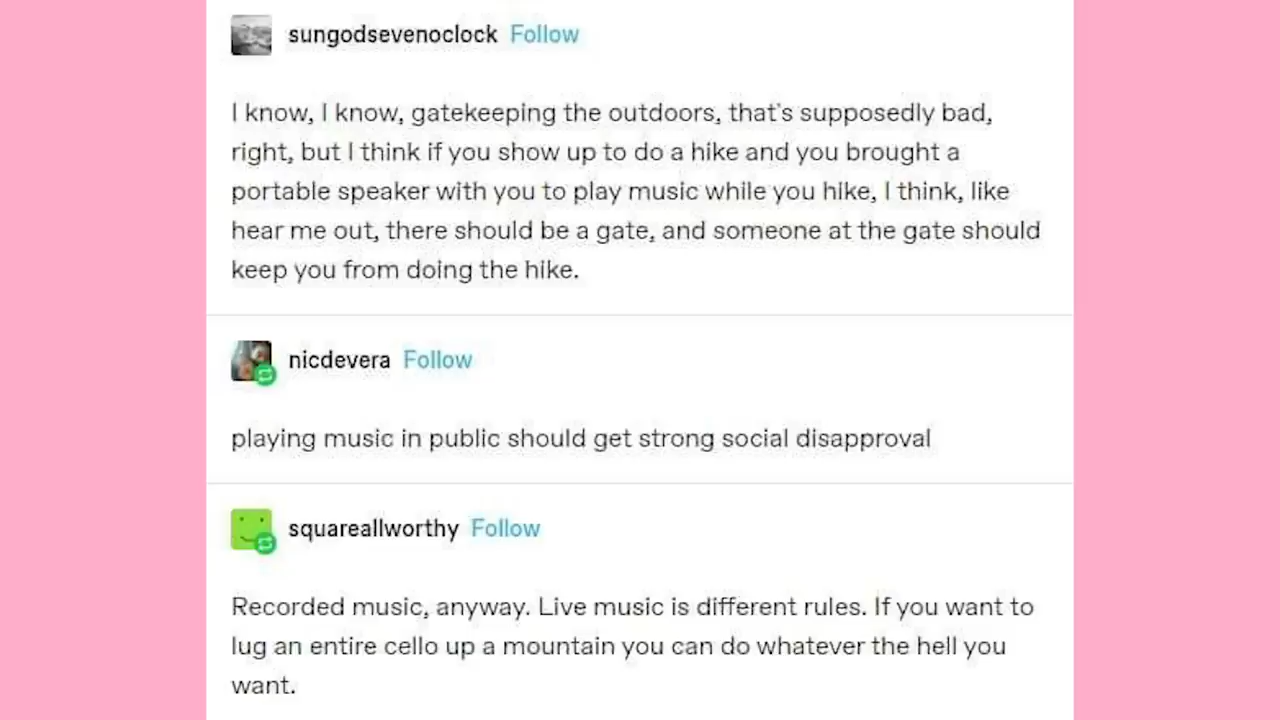 sungodsevenoclock Follow
I know, I know, gatekeeping the outdoors, that's supposedly bad,
right, but I think if you show up to do a hike and you brought a
portable speaker with you to play music while you hike, I think, like
hear me out, there should be a gate, and someone at the gate should
keep you from doing the hike.
nicdevera Follow
playing music in public should get strong social disapproval
squareallworthy Follow
Recorded music, anyway. Live music is different rules. If you want to
lug an entire cello up a mountain you can do whatever the hell you
want.